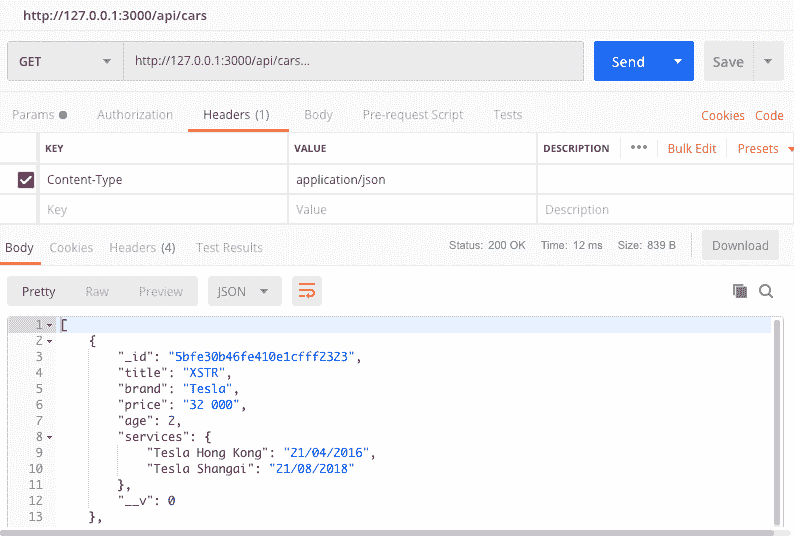 http://127.0.0.1:3000/api/cars
GET http://127.0.0.1:3000/api/cars... Send Save
Params Authorization Headers (1) Body Pre-request Script Tests Cookies Code
KEY VALUE DESCRIPTION ••• Bulk Edit Presets
Content-Type application/json
Key Value Description
Body Cookies Headers (4) Test Results Status: 200 OK Time: 12 ms Size: 839 B Download
Pretty Raw Preview JSON
1 [
2 {
3 "_id": "5bfe30b46fe410e1cfff2323",
4 "title": "XSTR",
5 "brand": "Tesla",
6 "price": "32 000",
7 "age": 2,
8 "services": {
9 "Tesla Hong Kong": "21/04/2016",
10 "Tesla Shangai": "21/08/2018"
11 },
12 "__v": 0
13 },